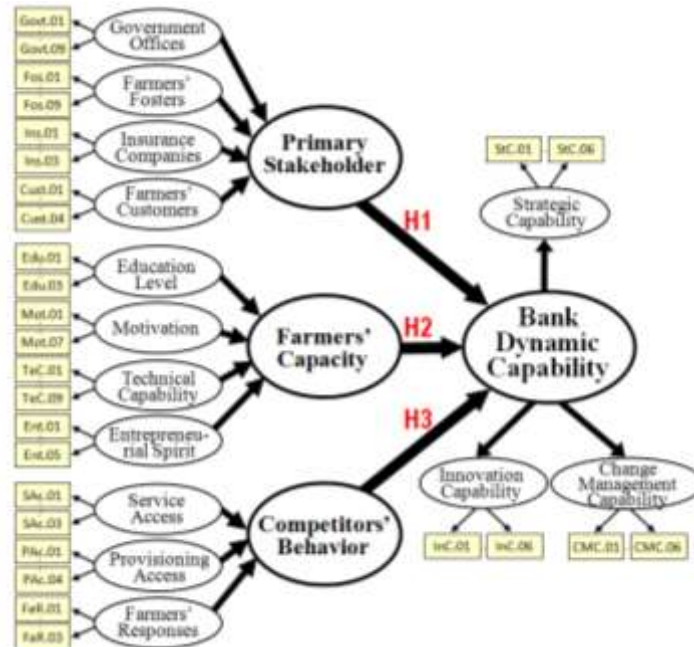 Govt.01
Govt.09
Government
Offices
Fos.01
Fos.09
Farmers'
Fosters
Ins.01
Ins.03
Insurance
Companies
Cust.01
Cust.04
Farmers'
Customers
Primary
Stakeholder
H1
StC.01
StC.06
Strategic
Capability
Edu.01
Edu.03
Education
Level
Mot.01
Mot.07
Motivation
TeC.01
TeC.09
Technical
Capability
Ent.01
Ent.05
Entrepreneu-
rial Spirit
Farmers'
Capacity
H2
Bank
Dynamic
Capability
SAc.01
SAc.03
Service
Access
PAc.01
PAc.04
Provisioning
Access
FaR.01
FaR.03
Farmers'
Responses
Competitors'
Behavior
H3
Innovation
Capability
InC.01
InC.06
Change
Management
Capability
CMC.01
CMC.06